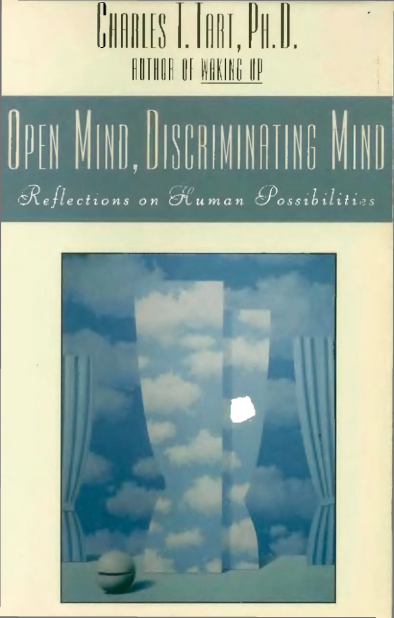 CHARLES T. TART, PH.D.
AUTHOR OF WAKING UP
OPEN MIND, DISCRIMINATING MIND
Reflections on Human Possibilities